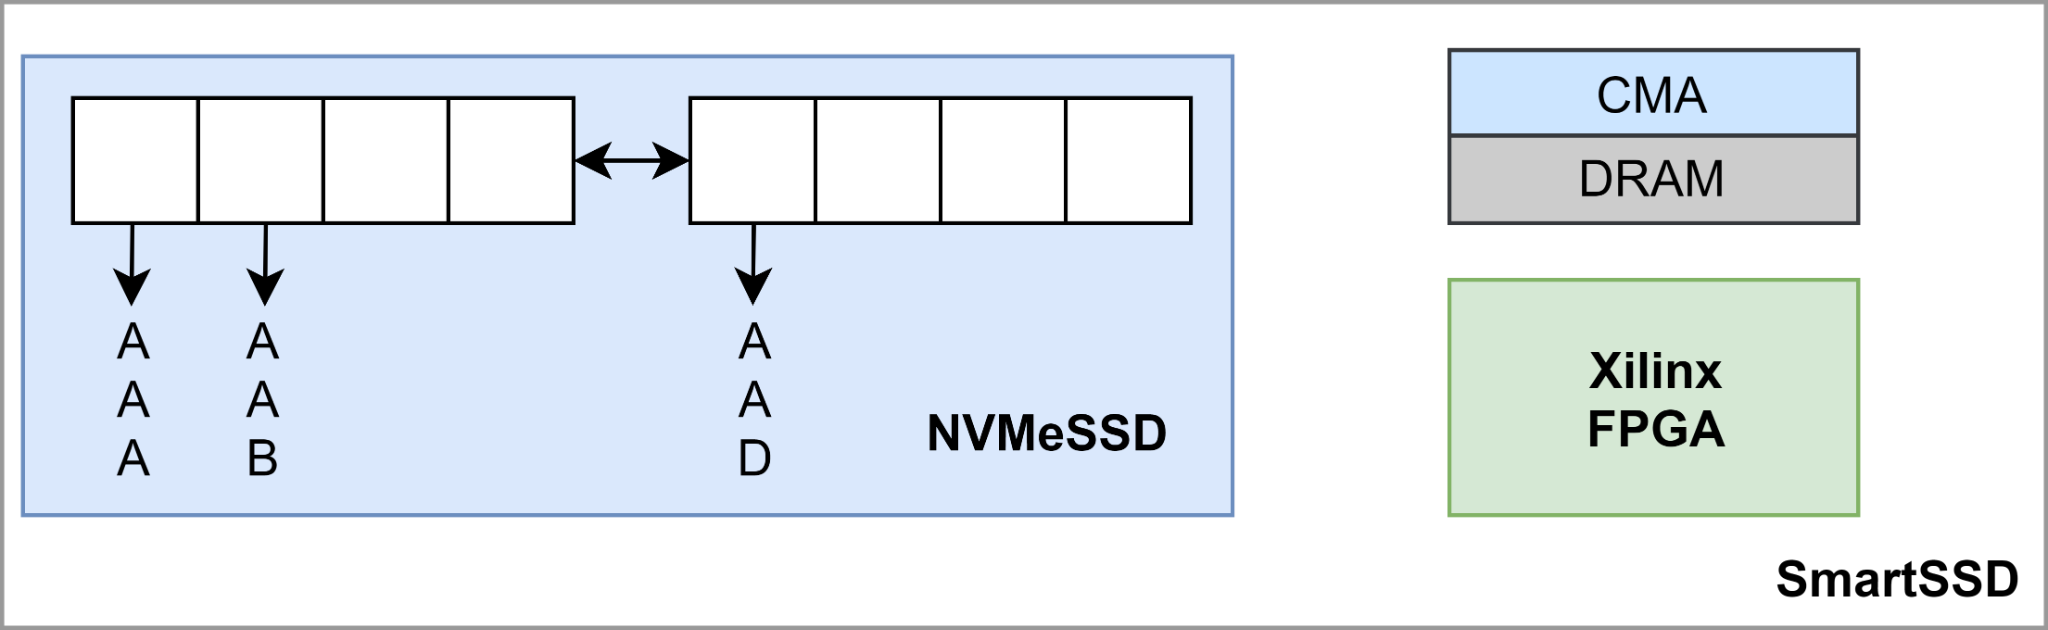 A A A
A A A
A B D
NVMeSSD
CMA
DRAM
Xilinx
FPGA
SmartSSD